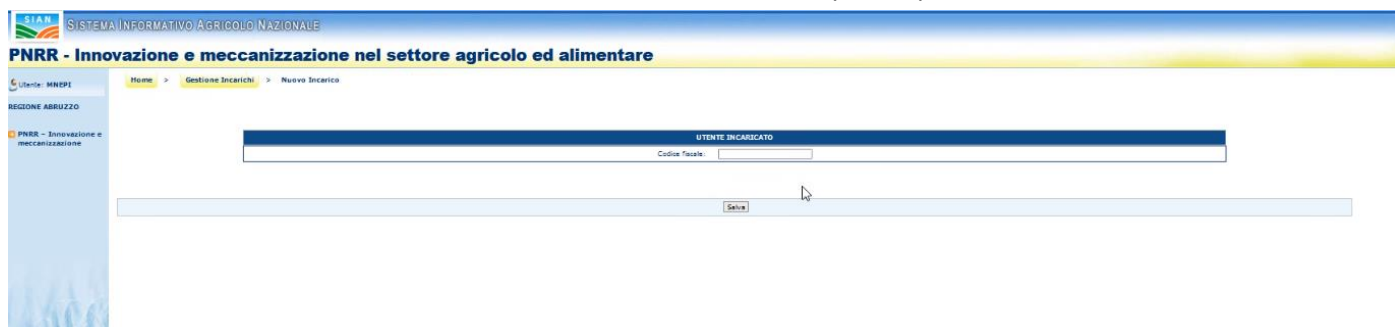 SIAN
SISTEMA INFORMATIVO AGRICOLO NAZIONALE
PNRR - Innovazione e meccanizzazione nel settore agricolo ed alimentare
Utente: MNEPI
Home > Gestione Incarichi > Nuovo Incarico
REGIONE ABRUZZO
PNRR – Innovazione e
meccanizzazione
UTENTE INCARICATO
Codice fiscale:
Salva